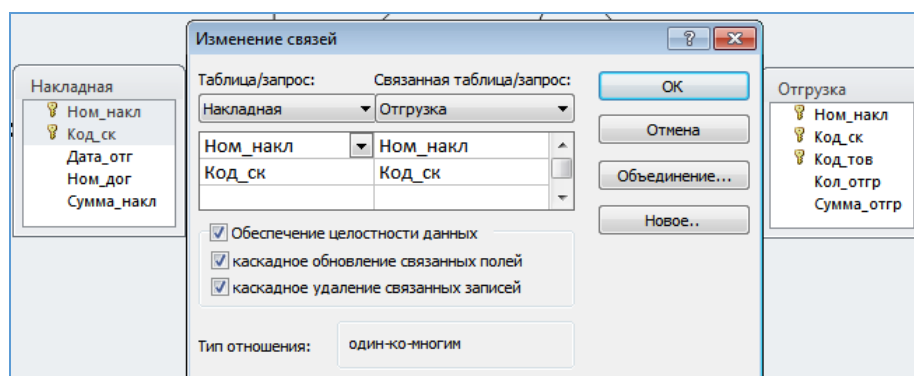 Изменение связей
Накладная
Ном_накл
Код_ск
Дата_отг
Ном_дог
Сумма_накл
Таблица/запрос: Связанная таблица/запрос:
Накладная Отгрузка
Ном_накл Ном_накл
Код_ск Код_ск
Обеспечение целостности данных
каскадное обновление связанных полей
каскадное удаление связанных записей
Тип отношения: один-ко-многим
ОК
Отмена
Объединение...
Новое..
Отгрузка
Ном_накл
Код_ск
Код_тов
Кол_отгр
Сумма_отгр